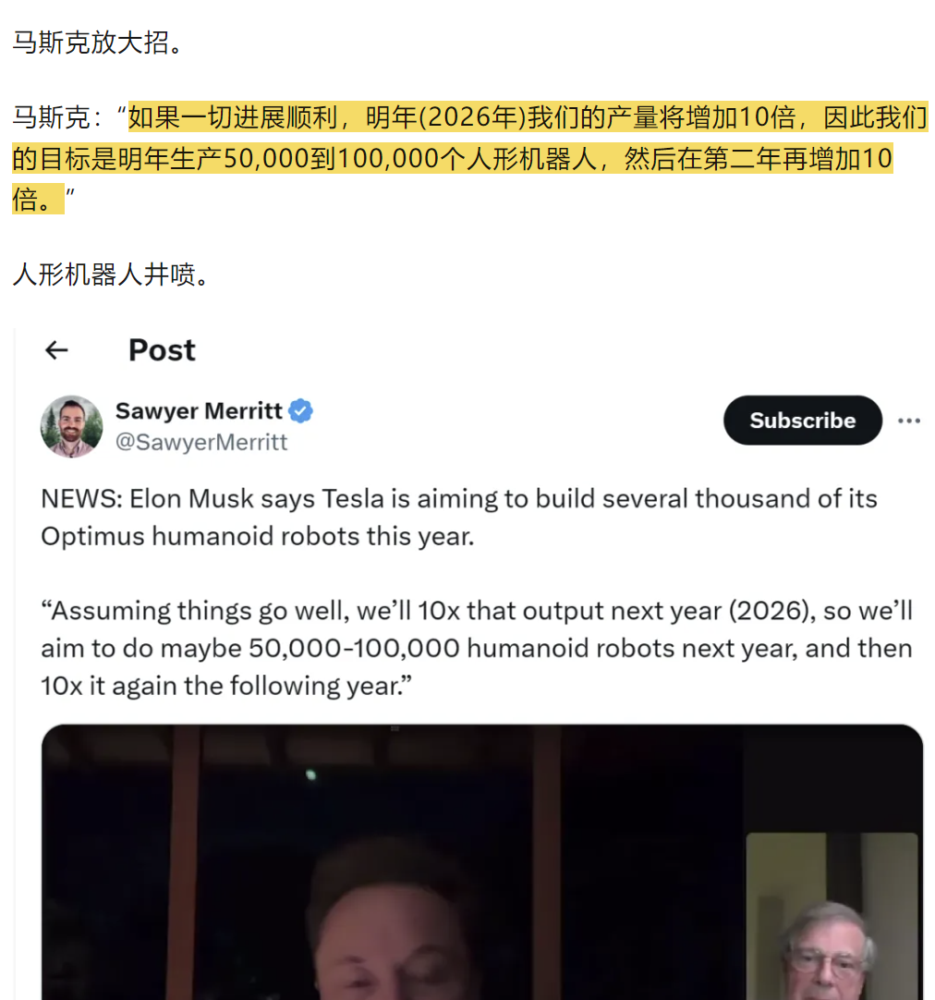 马斯克放大招。
马斯克：“如果一切进展顺利，明年(2026年)我们的产量将增加10倍，因此我们
的目标是明年生产50,000到100,000个人形机器人，然后在第二年再增加10
倍。”
人形机器人井喷。
Post
Sawyer Merritt
@SawyerMerritt
Subscribe
NEWS: Elon Musk says Tesla is aiming to build several thousand of its
Optimus humanoid robots this year.
“Assuming things go well, we’ll 10x that output next year (2026), so we’ll
aim to do maybe 50,000-100,000 humanoid robots next year, and then
10x it again the following year.”